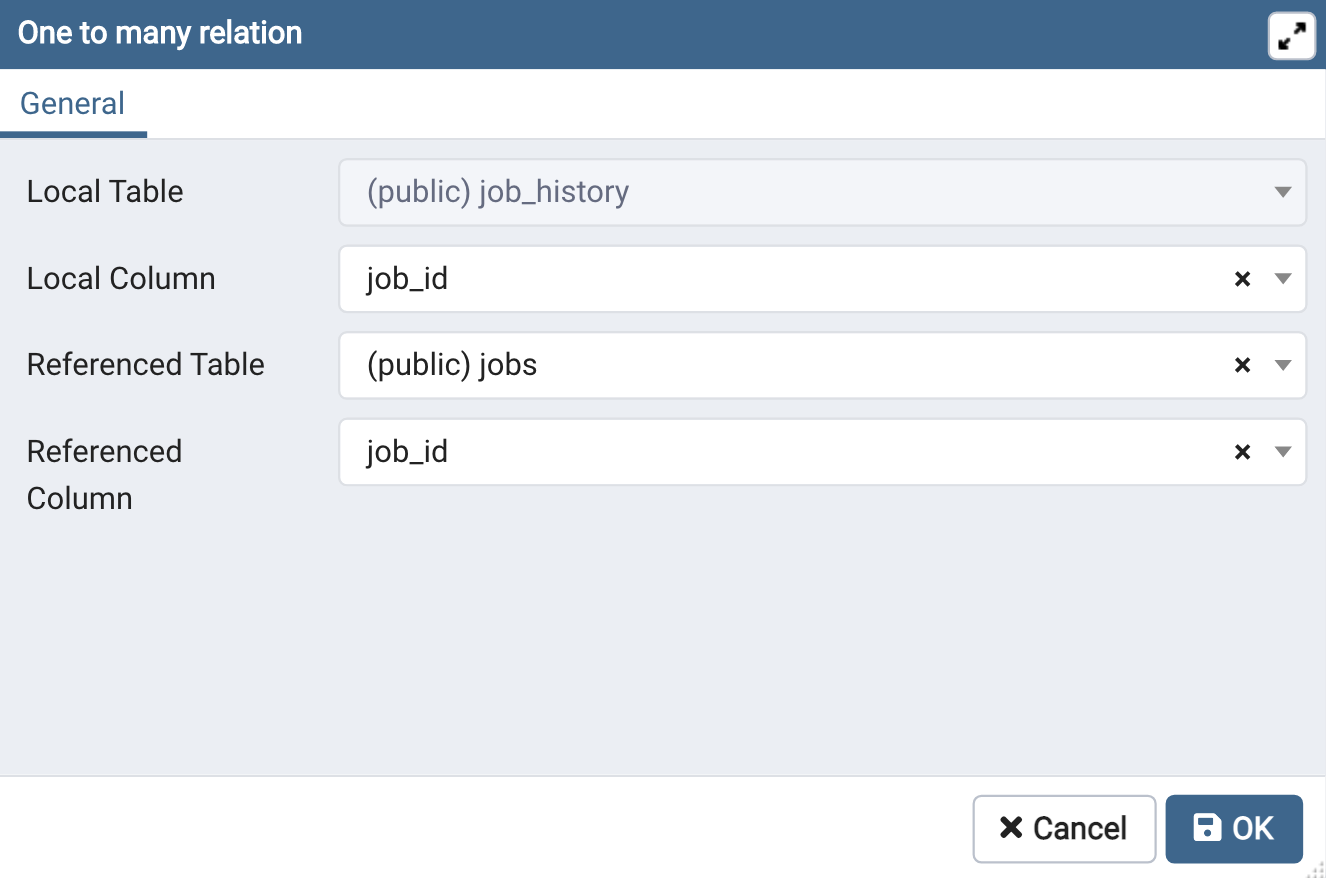 One to many relation
General
Local Table
(public) job_history
Local Column
job_id
Referenced Table
(public) jobs
Referenced
Column
job_id
Cancel
OK